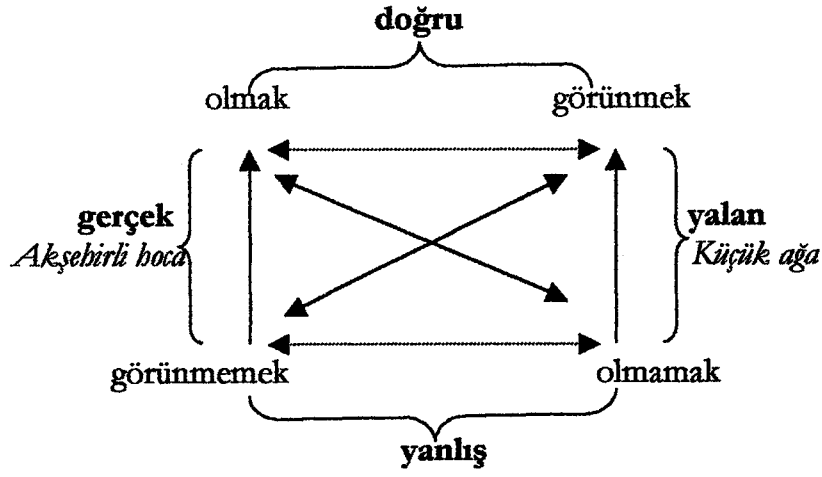 doğru
olmak görünmek
gerçek yalan
Akşehirli hoca Küçük ağa
görünmemek olmamak
yanlış